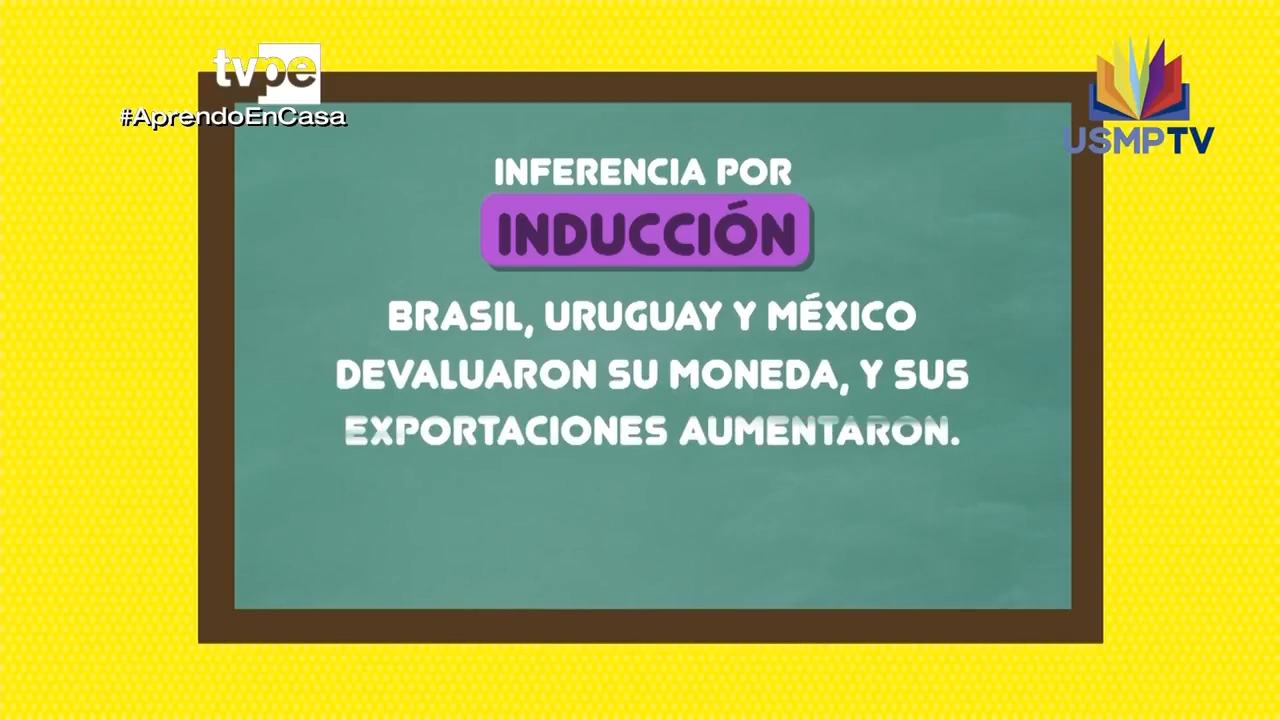 tvpe
#AprendoEnCasa
USMPTV
INFERENCIA POR
INDUCCIÓN
BRASIL, URUGUAY Y MÉXICO
DEVALUARON SU MONEDA, Y SUS
EXPORTACIONES AUMENTARON.